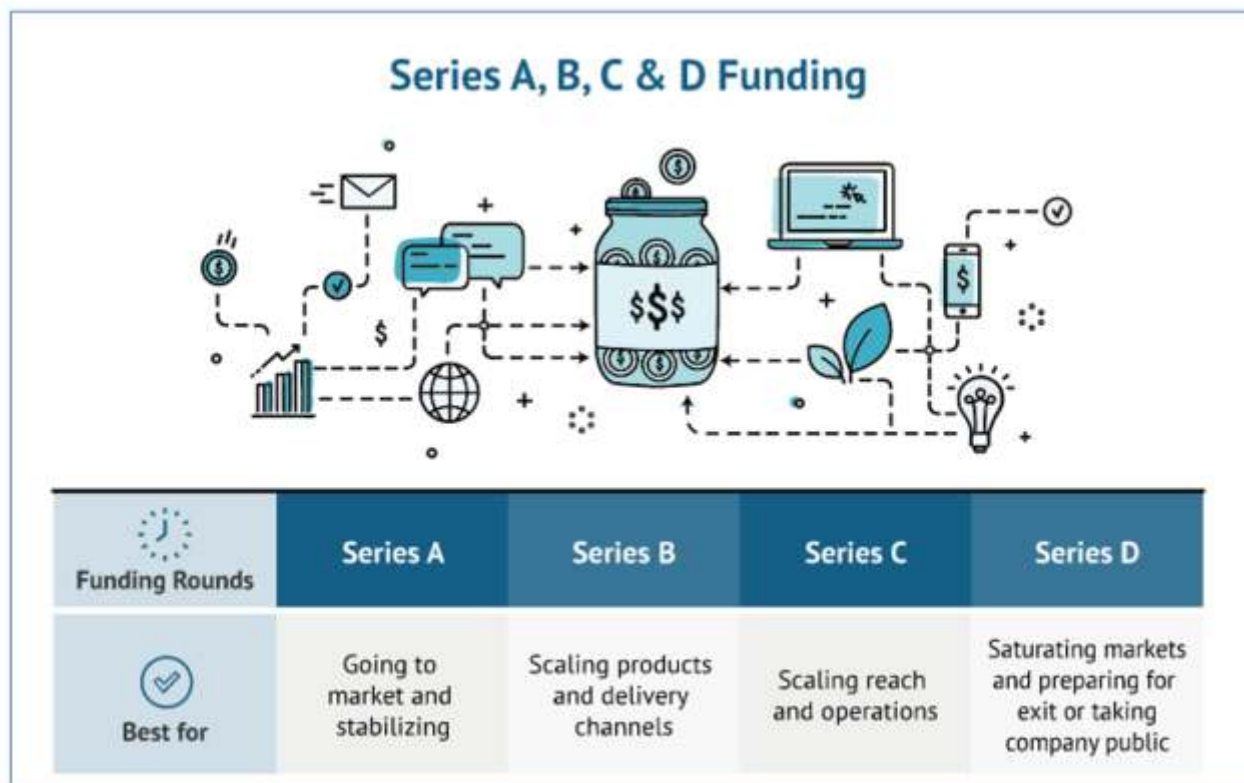 Series A, B, C & D Funding
$
$
$$$
$
$
$
$
$
$
$
$
Funding Rounds
Series A
Series B
Series C
Series D
Best for
Going to
market and
stabilizing
Scaling products
and delivery
channels
Scaling reach
and operations
Saturating markets
and preparing for
exit or taking
company public